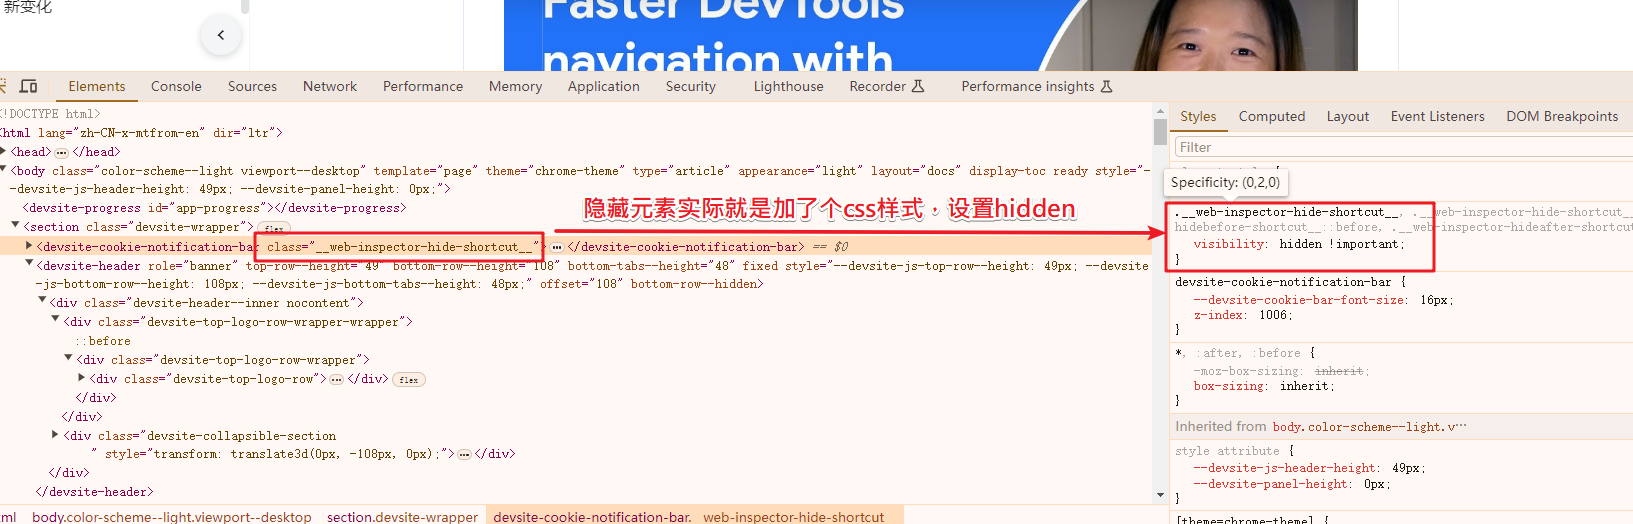 新变化
Faster DevTools
navigation with
Elements
Console
Sources
Network
Performance
Memory
Application
Security
Lighthouse
Recorder
Performance insights
<!DOCTYPE html>
<html lang="zh-CN-x-mtfrom-en" dir="ltr">
<head>
</head>
<body class="color-scheme--light viewport--desktop" template="page" theme="chrome-theme" type="article" appearance="light" layout="docs" display-toc ready style="-
-devsite-js-header-height: 49px; --devsite-panel-height: 0px;">
<devsite-progress id="app-progress"></devsite-progress>
<section class="devsite-wrapper">
flex
<devsite-cookie-notification-bar class="__web-inspector-hide-shortcut__">
</devsite-cookie-notification-bar> == $0
<devsite-header role="banner" top-row--height="49" bottom-row--height="108" bottom-tabs--height="48" fixed style="--devsite-js-top-row--height: 49px; --devsite
-js-bottom-row--height: 108px; --devsite-js-bottom-tabs--height: 48px;" offset="108" bottom-row--hidden>
<div class="devsite-header--inner nocontent">
<div class="devsite-top-logo-row-wrapper-wrapper">
::before
<div class="devsite-top-logo-row-wrapper">
<div class="devsite-top-logo-row">
</div>
flex
</div>
</div>
<div class="devsite-collapsible-section
" style="transform: translate3d(0px, -108px, 0px);">
</div>
</div>
</devsite-header>
body.color-scheme--light.viewport--desktop
section.devsite-wrapper
devsite-cookie-notification-bar.
web-inspector-hide-shortcut
隐藏元素实际就是加了个css样式，设置hidden
Styles
Computed
Layout
Event Listeners
DOM Breakpoints
Filter
Specificity: (0,2,0)
.__web-inspector-hide-shortcut__, .__web-inspector-
hidebefore-shortcut__::before, .__web-inspector-hideafter-shortcut
visibility: hidden !important;
}
devsite-cookie-notification-bar {
--devsite-cookie-bar-font-size: 16px;
z-index: 1006;
}
*, :after, :before {
-moz-box-sizing: inherit;
box-sizing: inherit;
}
Inherited from body.color-scheme--light.v…
style attribute {
--devsite-js-header-height: 49px;
--devsite-panel-height: 0px;
}
[theme=chrome-theme] {